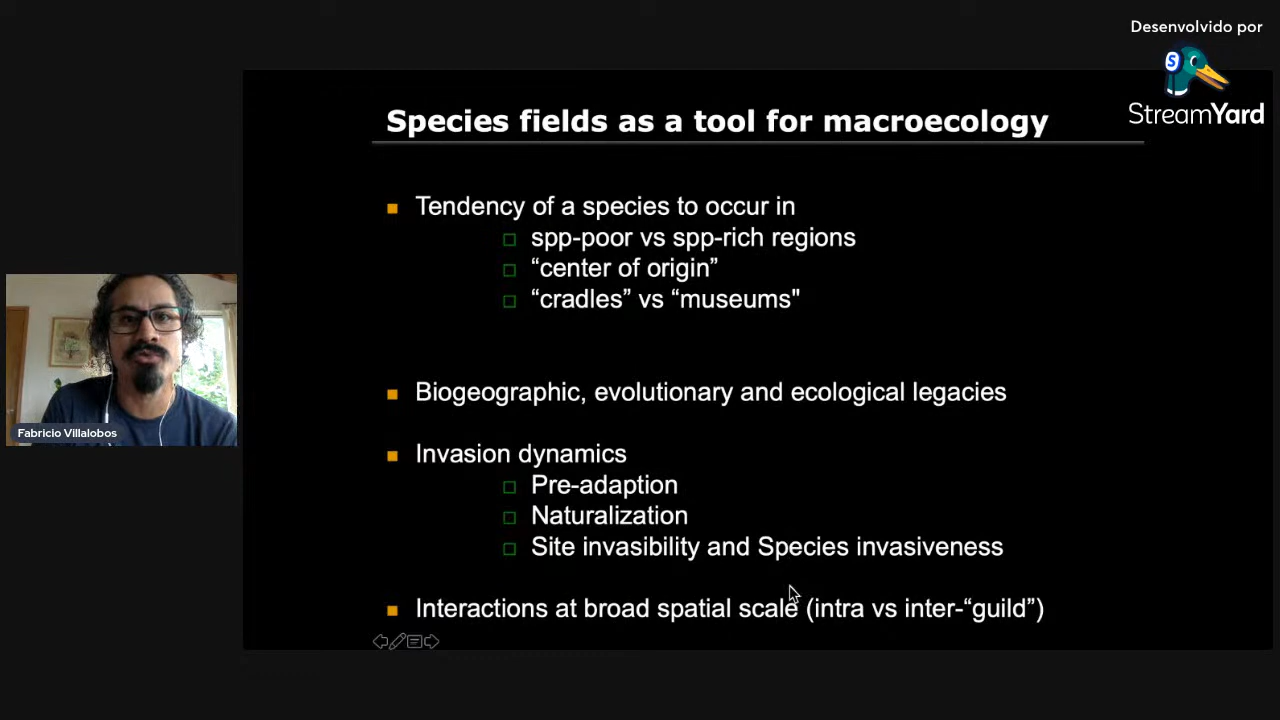 Desenvolvido por
StreamYard
Species fields as a tool for macroecology
Tendency of a species to occur in
spp-poor vs spp-rich regions
“center of origin”
“cradles” vs “museums"
Biogeographic, evolutionary and ecological legacies
Invasion dynamics
Pre-adaption
Naturalization
Site invasibility and Species invasiveness
Interactions at broad spatial scale (intra vs inter-“guild”)
Fabricio Villalobos